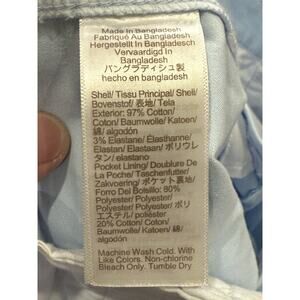 Made In Bangladesh
Fabriqué Au Bangladesh
Hergestellt In Bangladesch
Vervaardigd In
Bangladesh
バングラディシュ製
hecho en bangladesh
Shell/ Tissu Principal/ Shell/
Bovenstof/ 表地/ Tela
Exterior: 97% Cotton/
Coton/ Baumwolle/ Katoen/
綿/ algodón
3% Elastane/ Élasthanne/
Elastan/ Elastaan/ ポリウレ
タン/ elastano
Pocket Lining/ Doublure De
La Poche/ Taschenfutter/
Zakvoering/ ポケット裏地/
Forro Del Bolsillo: 80%
Polyester/ Polyester/
Polyester/ Polyester/ ポリ
エステル/ poliéster
20% Cotton/ Coton/
Baumwolle/ Katoen/ 綿/
algodón
Machine Wash Cold. With
Like Colors. Non-chlorine
Bleach Only. Tumble Dry